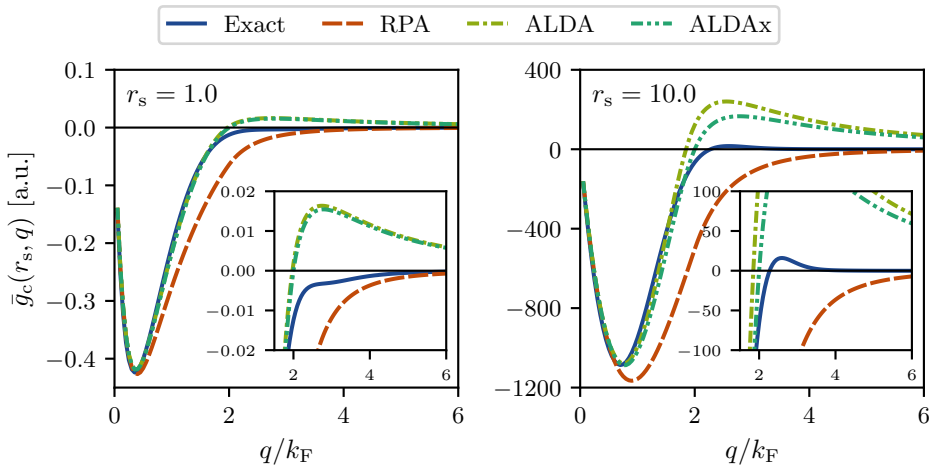 Exact RPA ALDA ALDAx
r_s = 1.0
ḡ_c(r_s, q) [a.u.]
0.1
0.0
−0.1
−0.2
−0.3
−0.4
0 2 4 6
q/k_F
0.02
0.01
0.00
−0.01
−0.02
2 4 6
r_s = 10.0
400
0
−400
−800
−1200
0 2 4 6
q/k_F
100
50
0
−50
−100
2 4 6